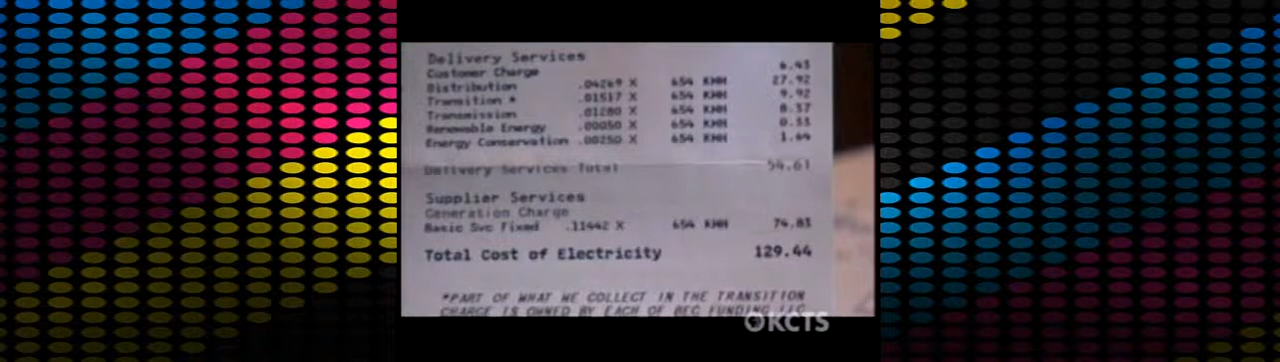 Delivery Services
Customer Charge 6.43
Distribution .04269 X 654 KWH 27.92
Transition * .01517 X 654 KWH 9.92
Transmission .01280 X 654 KWH 8.37
Renewable Energy .00050 X 654 KWH 0.33
Energy Conservation .00250 X 654 KWH 1.64
Delivery Services Total 54.61
Supplier Services
Generation Charge
Basic Svc Fixed .11442 X 654 KWH 74.83
Total Cost of Electricity 129.44
*PART OF WHAT WE COLLECT IN THE TRANSITION
CHARGE IS OWNED BY EACH OF BEC FUNDING LLC
KCTS